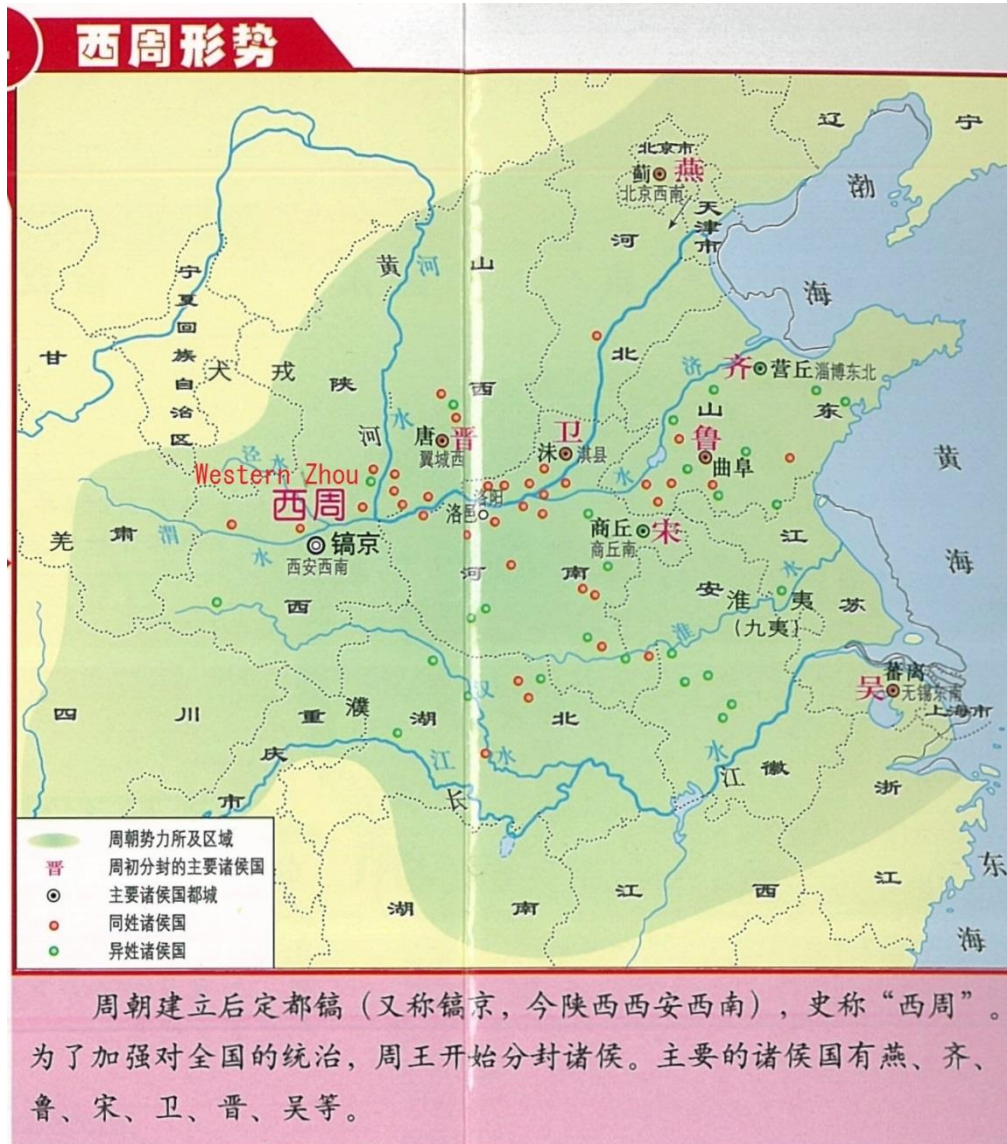 西周形势
辽宁
北京市
蓟
燕
北京西南
天津市
渤海
河北
黄河
山西
宁夏回族自治区
甘肃
犬戎
陕西
河水
济水
齐
营丘
淄博东北
山东
唐
晋
翼城西
卫
沫
淇县
鲁
曲阜
黄海
泾水
Western Zhou
西周
洛阳
洛邑
商丘
宋
商丘南
羌
渭水
镐京
西安西南
河南
江苏
安徽
淮夷
(九夷)
淮水
吴
蕃离
无锡东南
上海市
四川
重庆市
濮
湖北
汉水
江水
长江
浙江
东海
湖南
江西
周朝势力所及区域
晋
周初分封的主要诸侯国
主要诸侯国都城
同姓诸侯国
异姓诸侯国
周朝建立后定都镐（又称镐京，今陕西西安西南），史称“西周”。
为了加强对全国的统治，周王开始分封诸侯。主要的诸侯国有燕、齐、
鲁、宋、卫、晋、吴等。